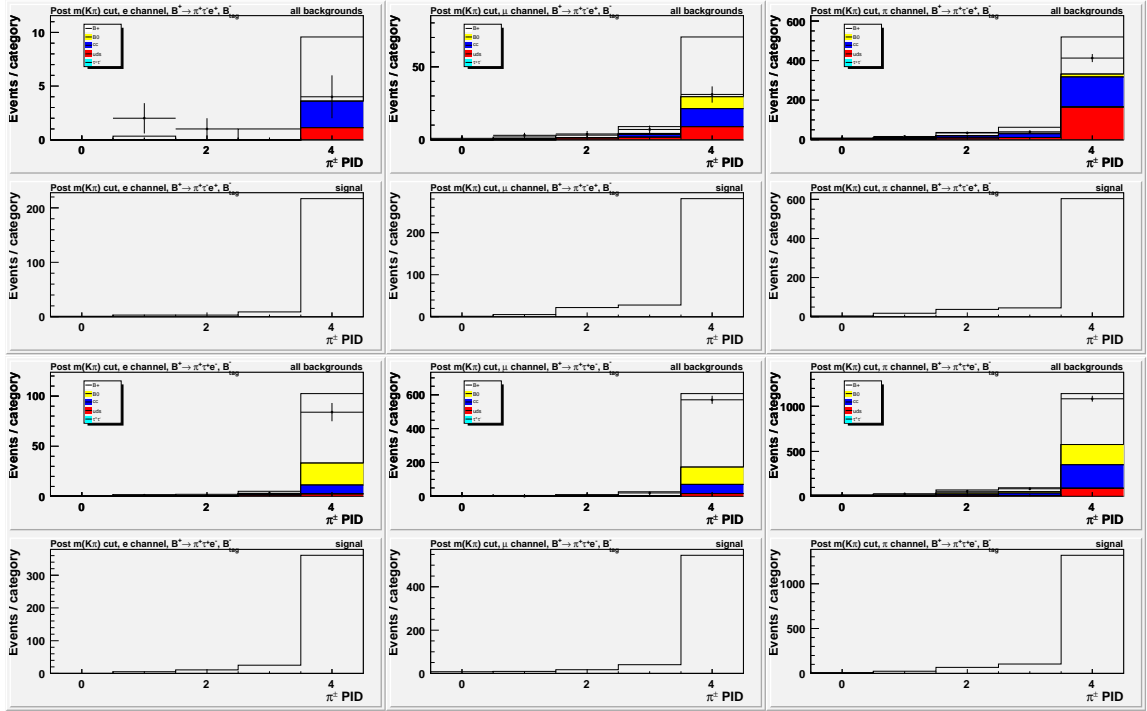 Post m(Kπ) cut, e channel, B⁺→ π⁺τ⁻e⁺, B⁻tag all backgrounds
Events / category
10
5
0
B+
B0
cc
uds
τ⁺τ⁻
0 2 4
π± PID
Post m(Kπ) cut, μ channel, B⁺→ π⁺τ⁻e⁺, B⁻tag all backgrounds
Events / category
50
0
B+
B0
cc
uds
τ⁺τ⁻
0 2 4
π± PID
Post m(Kπ) cut, π channel, B⁺→ π⁺τ⁻e⁺, B⁻tag all backgrounds
Events / category
600
400
200
0
B+
B0
cc
uds
τ⁺τ⁻
0 2 4
π± PID
Post m(Kπ) cut, e channel, B⁺→ π⁺τ⁻e⁺, B⁻tag signal
Events / category
200
100
0
0 2 4
π± PID
Post m(Kπ) cut, μ channel, B⁺→ π⁺τ⁻e⁺, B⁻tag signal
Events / category
200
100
0
0 2 4
π± PID
Post m(Kπ) cut, π channel, B⁺→ π⁺τ⁻e⁺, B⁻tag signal
Events / category
600
400
200
0
0 2 4
π± PID
Post m(Kπ) cut, e channel, B⁺→ π⁺τ⁺e⁻, B⁻tag all backgrounds
Events / category
100
50
0
B+
B0
cc
uds
τ⁺τ⁻
0 2 4
π± PID
Post m(Kπ) cut, μ channel, B⁺→ π⁺τ⁺e⁻, B⁻tag all backgrounds
Events / category
600
400
200
0
B+
B0
cc
uds
τ⁺τ⁻
0 2 4
π± PID
Post m(Kπ) cut, π channel, B⁺→ π⁺τ⁺e⁻, B⁻tag all backgrounds
Events / category
1000
500
0
B+
B0
cc
uds
τ⁺τ⁻
0 2 4
π± PID
Post m(Kπ) cut, e channel, B⁺→ π⁺τ⁺e⁻, B⁻tag signal
Events / category
300
200
100
0
0 2 4
π± PID
Post m(Kπ) cut, μ channel, B⁺→ π⁺τ⁺e⁻, B⁻tag signal
Events / category
400
200
0
0 2 4
π± PID
Post m(Kπ) cut, π channel, B⁺→ π⁺τ⁺e⁻, B⁻tag signal
Events / category
1000
500
0
0 2 4
π± PID